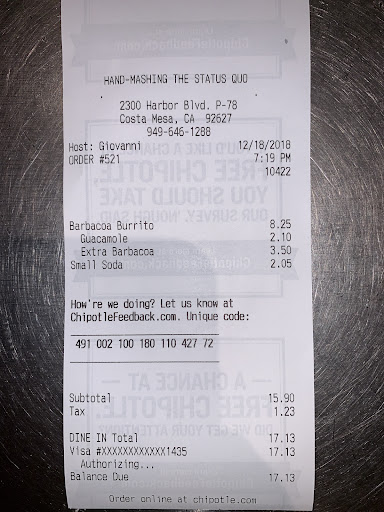 HAND-MASHING THE STATUS QUO
2300 Harbor Blvd. P-78
Costa Mesa, CA 92627
949-646-1288
Host: Giovanni 12/18/2018
ORDER #521 7:19 PM
10422
Barbacoa Burrito 8.25
Guacamole 2.10
Extra Barbacoa 3.50
Small Soda 2.05
How're we doing? Let us know at
ChipotleFeedback.com. Unique code:
491 002 100 180 110 427 72
Subtotal 15.90
Tax 1.23
DINE IN Total 17.13
Visa #XXXXXXXXXXXX1435 17.13
Authorizing...
Balance Due 17.13
Order online at chipotle.com